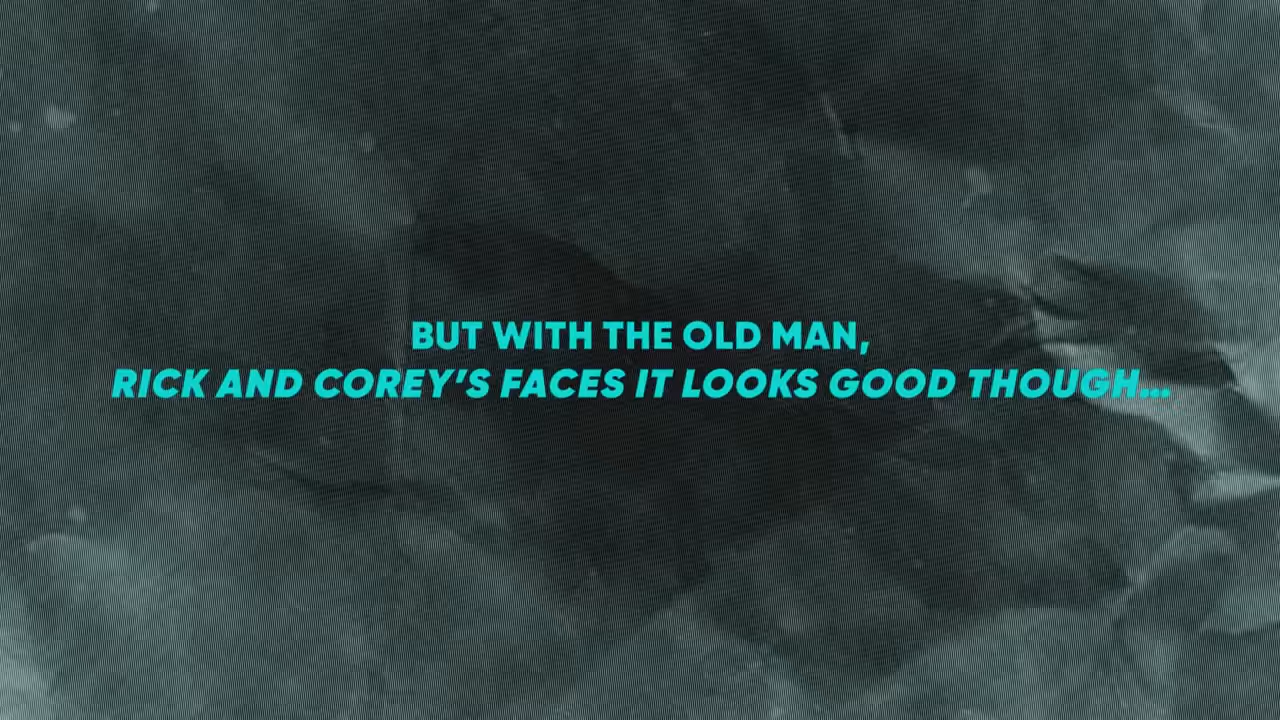 BUT WITH THE OLD MAN,
RICK AND COREY’S FACES IT LOOKS GOOD THOUGH...